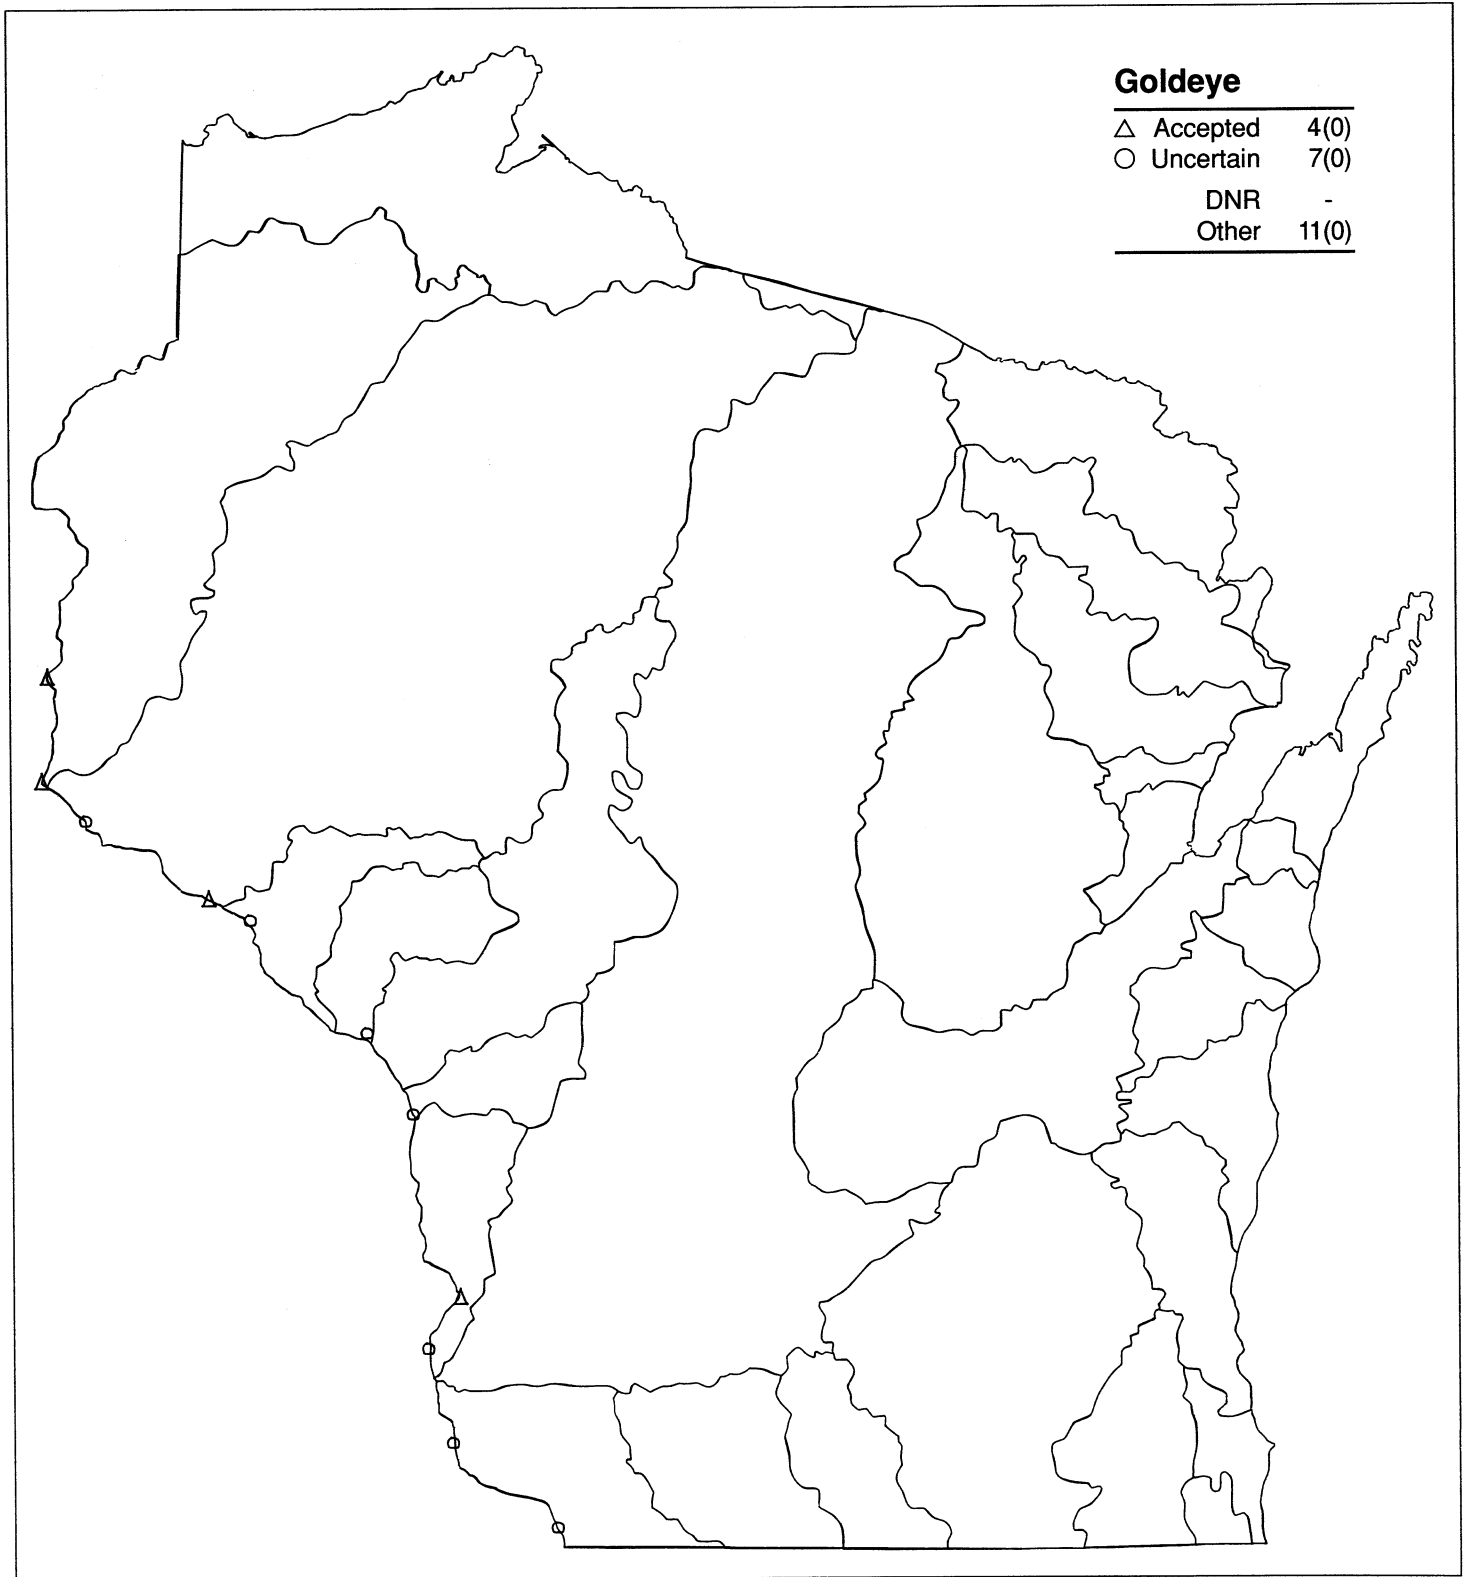 Goldeye
△ Accepted 4(0)
○ Uncertain 7(0)
DNR -
Other 11(0)